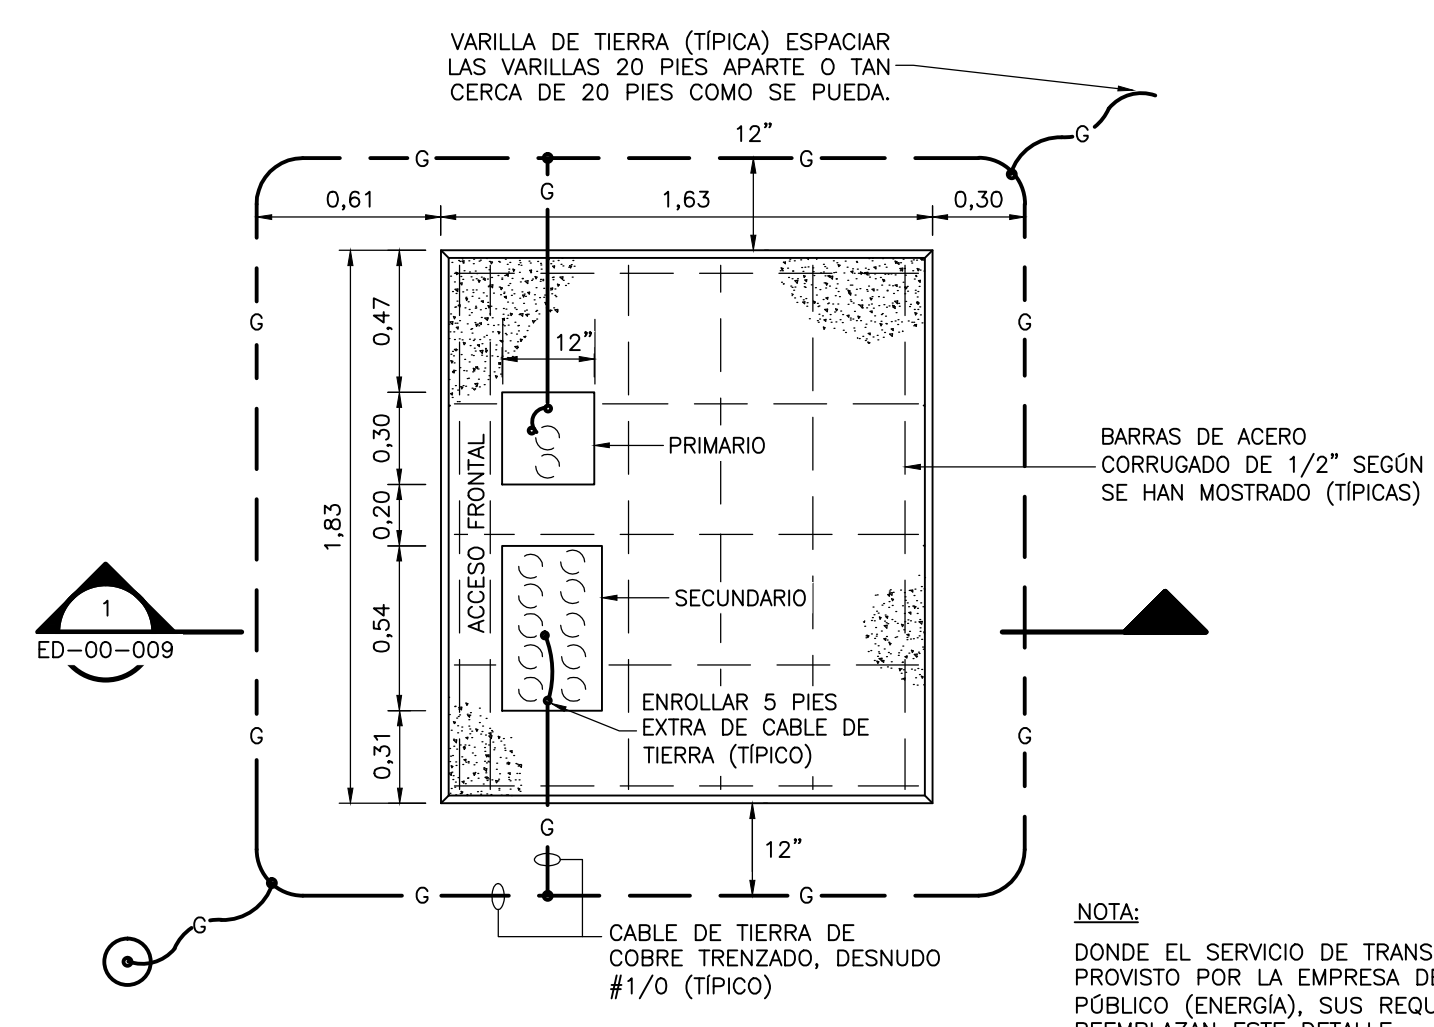 VARILLA DE TIERRA (TÍPICA) ESPACIAR
LAS VARILLAS 20 PIES APARTE O TAN
CERCA DE 20 PIES COMO SE PUEDA.
12"
G
G
G
G
0,61
1,63
0,30
G
G
0,47
12"
0,30
PRIMARIO
BARRAS DE ACERO
CORRUGADO DE 1/2" SEGÚN
SE HAN MOSTRADO (TÍPICAS)
ACCESO FRONTAL
0,20
1,83
1
ED-00-009
0,54
SECUNDARIO
ENROLLAR 5 PIES
EXTRA DE CABLE DE
TIERRA (TÍPICO)
G
G
0,31
G
12"
G
G
G
CABLE DE TIERRA DE
COBRE TRENZADO, DESNUDO
#1/0 (TÍPICO)
NOTA:
DONDE EL SERVICIO DE TRANS
PROVISTO POR LA EMPRESA DE
PÚBLICO (ENERGÍA), SUS REQU
REEMPLAZAN ESTE DETALLE